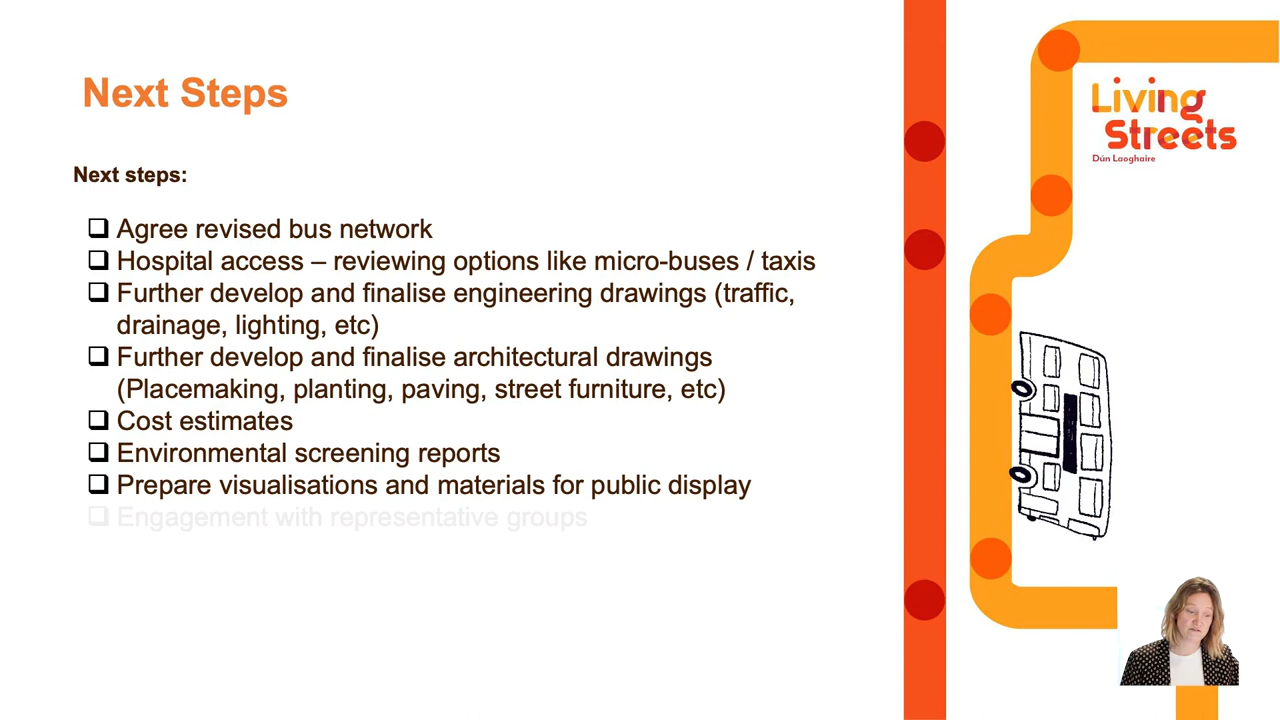 Next Steps
Living
Streets
Dún Laoghaire
Next steps:
❑ Agree revised bus network
❑ Hospital access – reviewing options like micro-buses / taxis
❑ Further develop and finalise engineering drawings (traffic,
drainage, lighting, etc)
❑ Further develop and finalise architectural drawings
(Placemaking, planting, paving, street furniture, etc)
❑ Cost estimates
❑ Environmental screening reports
❑ Prepare visualisations and materials for public display
❑ Engagement with representative groups